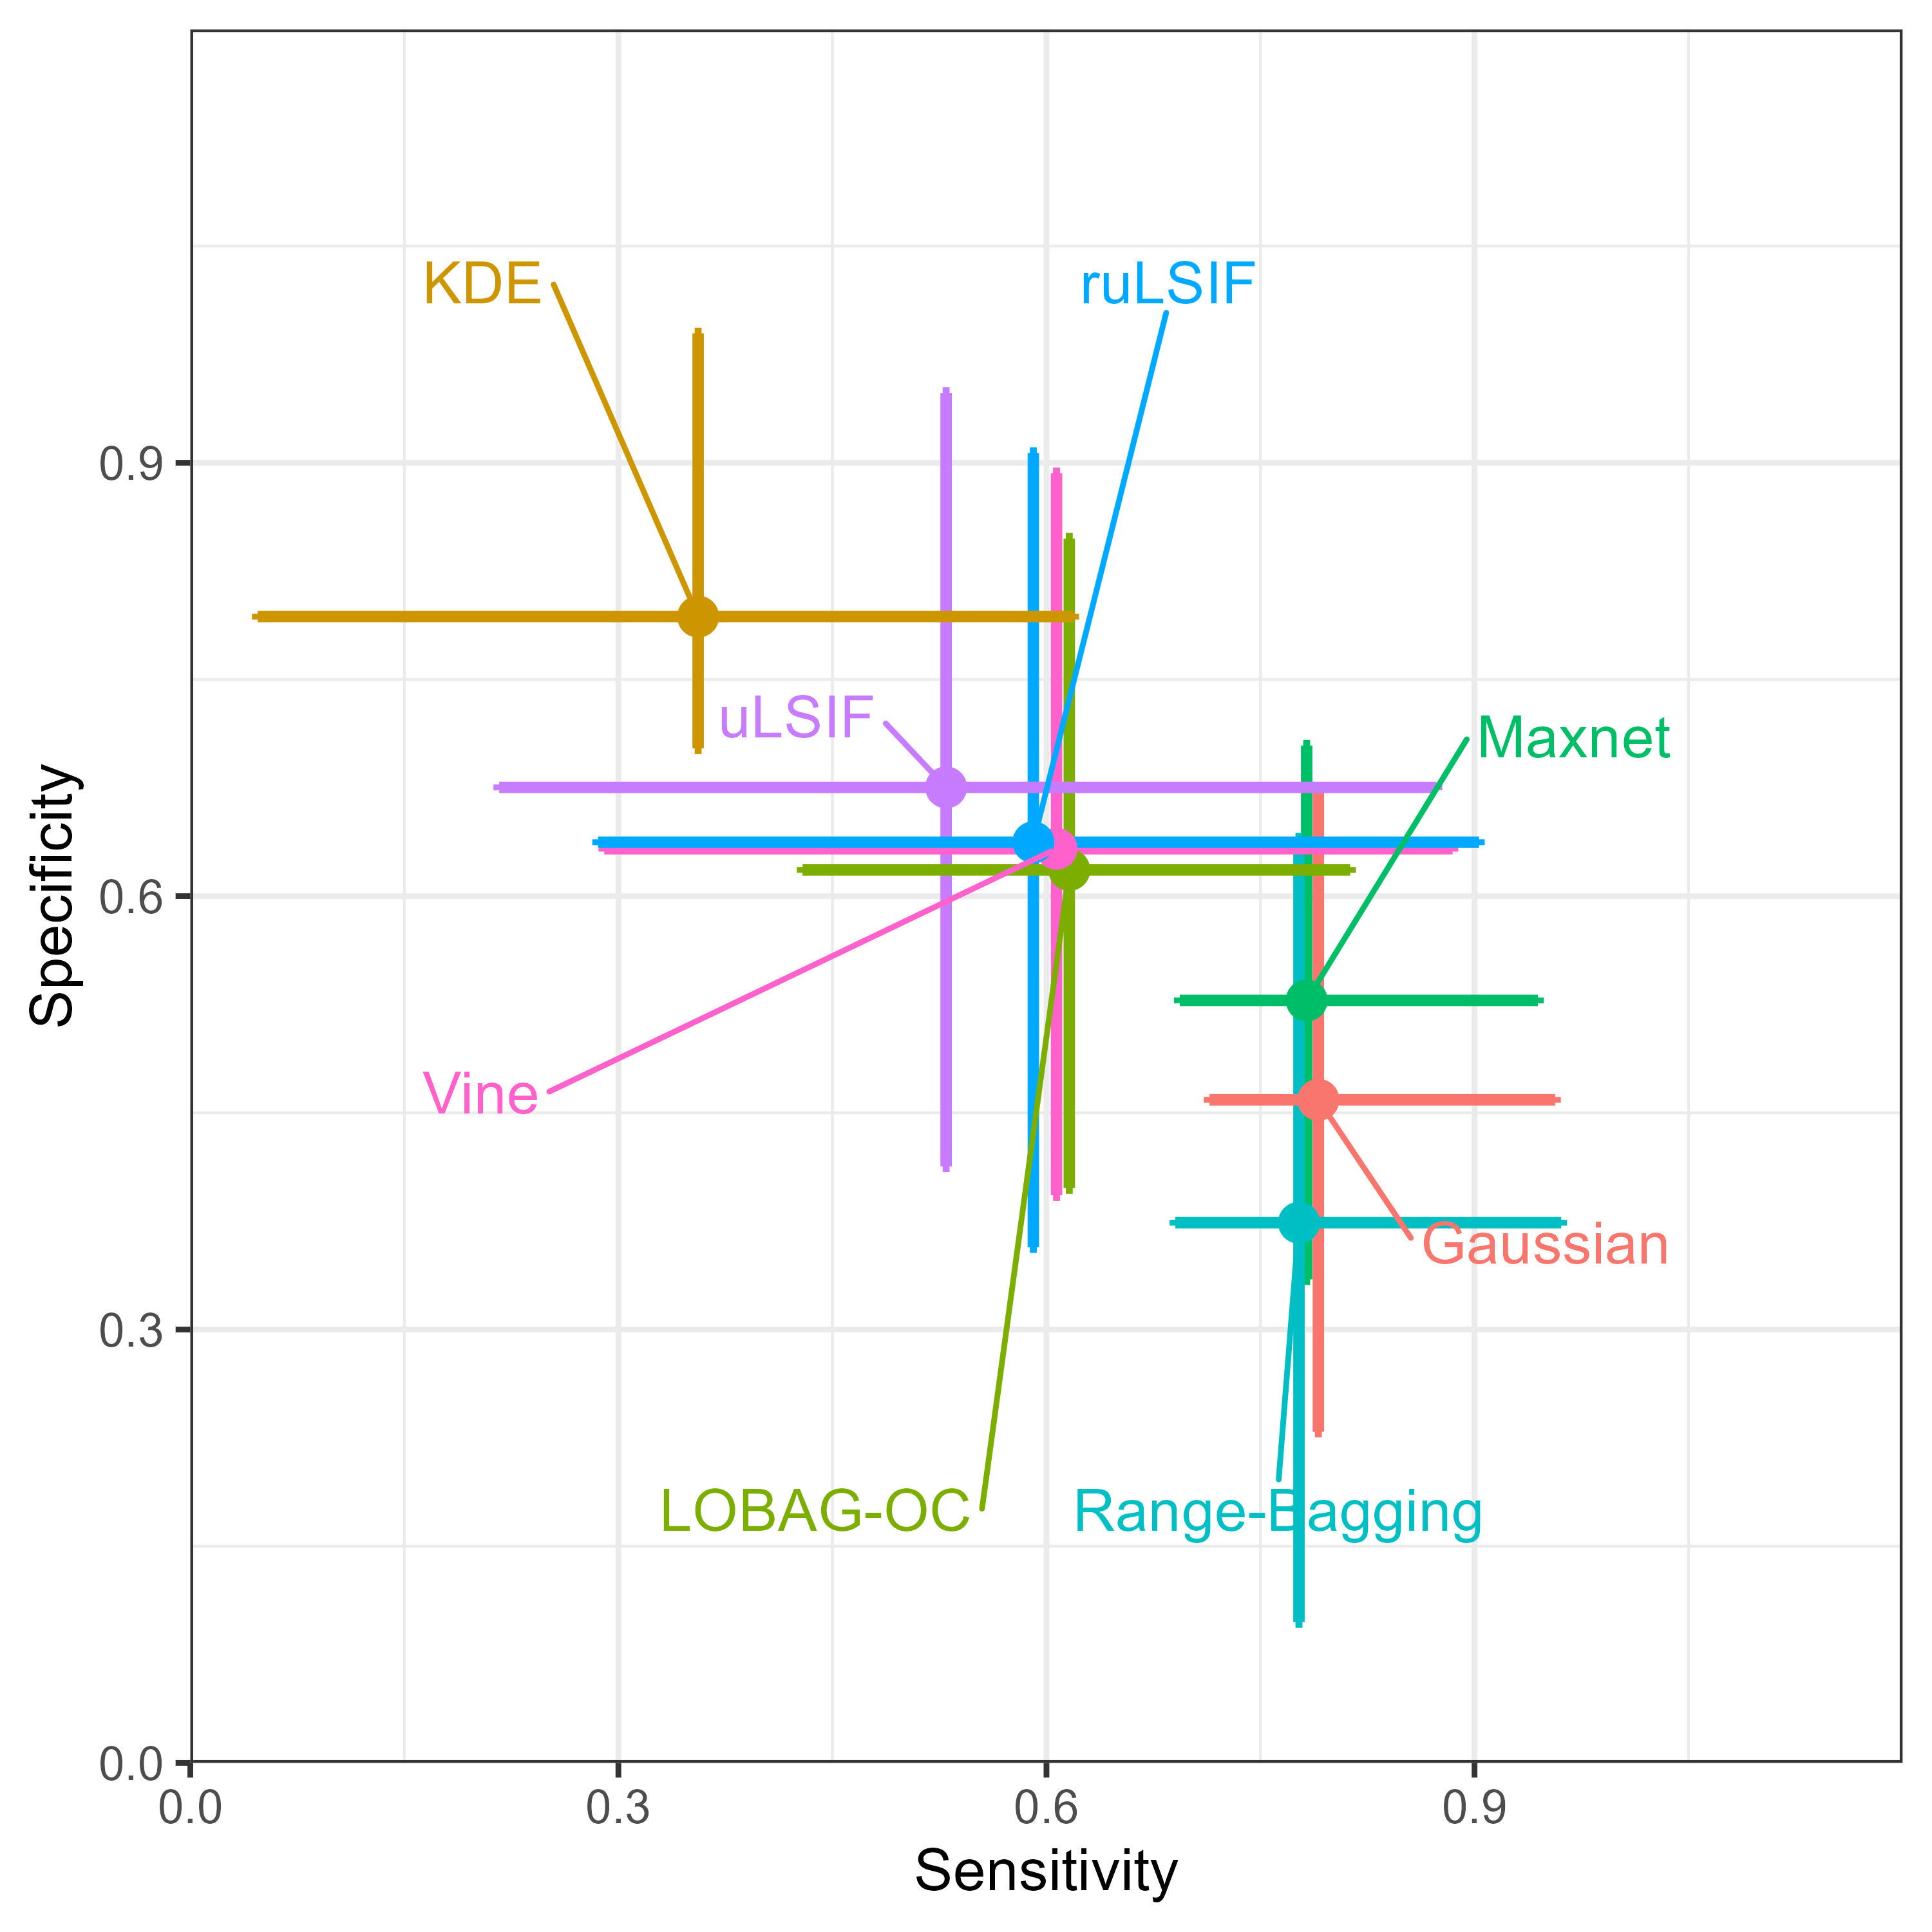 KDE
ruLSIF
0.9
uLSIF
Maxnet
0.6
Specificity
Vine
Gaussian
0.3
LOBAG-OC
Range-Bagging
0.0
0.0
0.3
0.6
0.9
Sensitivity